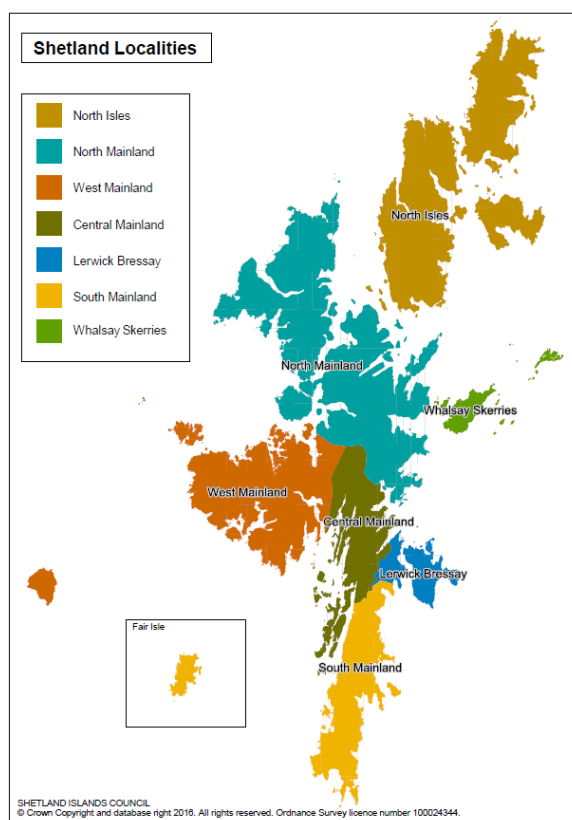 Shetland Localities
North Isles
North Mainland
West Mainland
Central Mainland
Lerwick Bressay
South Mainland
Whalsay Skerries
North Isles
North Mainland
Whalsay Skerries
West Mainland
Central Mainland
Lerwick Bressay
Fair Isle
South Mainland
SHETLAND ISLANDS COUNCIL
© Crown Copyright and database right 2016. All rights reserved. Ordnance Survey licence number 100024344.